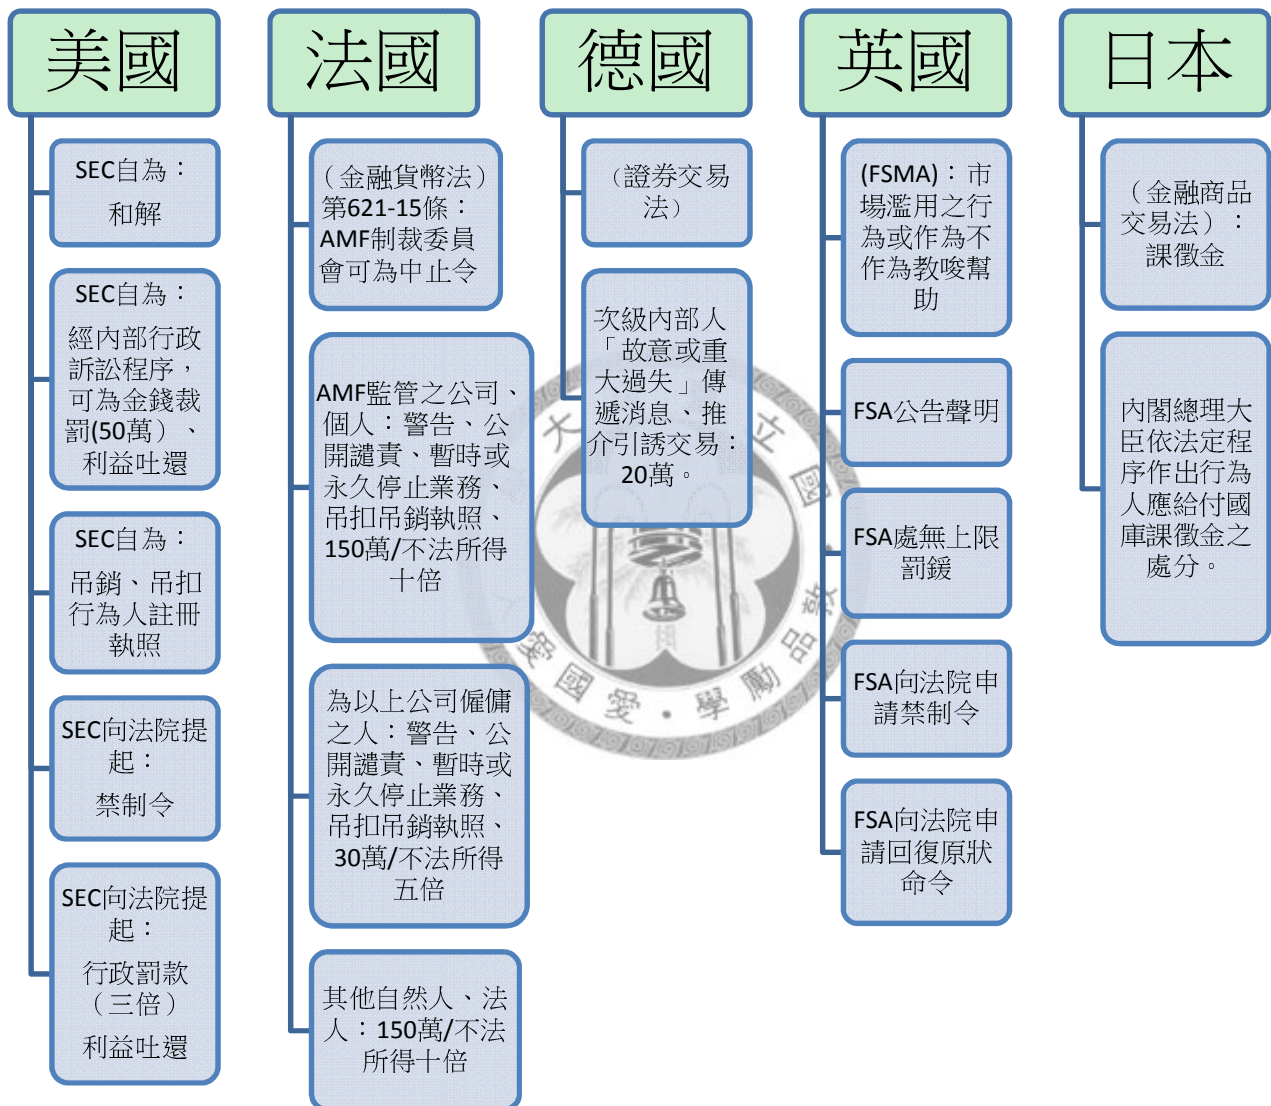 美國
SEC自為：
和解
SEC自為：
經內部行政
訴訟程序，
可為金錢裁
罰(50萬）、
利益吐還
SEC自為：
吊銷、吊扣
行為人註冊
執照
SEC向法院提
起：
禁制令
SEC向法院提
起：
行政罰款
（三倍）
利益吐還
法國
（金融貨幣法）
第621-15條：
AMF制裁委員
會可為中止令
AMF監管之公司、
個人：警告、公
開譴責、暫時或
永久停止業務、
吊扣吊銷執照、
150萬/不法所得
十倍
為以上公司僱傭
之人：警告、公
開譴責、暫時或
永久停止業務、
吊扣吊銷執照、
30萬/不法所得
五倍
其他自然人、法
人：150萬/不法
所得十倍
德國
（證券交易
法）
次級內部人
「故意或重
大過失」傳
遞消息、推
介引誘交易：
20萬。
英國
(FSMA)：市
場濫用之行
為或作為不
作為教唆幫
助
FSA公告聲明
FSA處無上限
罰鍰
FSA向法院申
請禁制令
FSA向法院申
請回復原狀
命令
日本
（金融商品
交易法）：
課徵金
內閣總理大
臣依法定程
序作出行為
人應給付國
庫課徵金之
處分。
大
立
國
愛國愛・學勵品敦